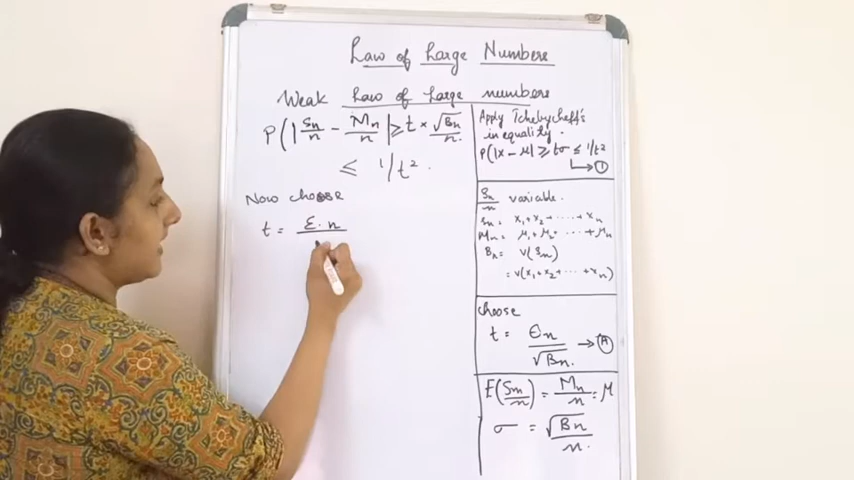 Law of Large Numbers
Weak Law of Large numbers
P(|Sn/n - Mn/n| ≥ t × √Bn/n.
≤ 1/t² .
Now choose
t = Ɛ. n
Apply Tchebycheff's
inequality.
P(|x - μ| ≥ tσ ≤ 1/t²
→ ①
Sn/n variable.
Sn = x₁+x₂+ ..... + xn
Mn = μ₁+μ₂+ ..... + μn
Bn = V(Sn)
= V(x₁+x₂+ ... + xn)
choose
t = Ɛn/√Bn. → Ⓐ
E(Sn/n) = Mn/n = μ
σ = √Bn/n.